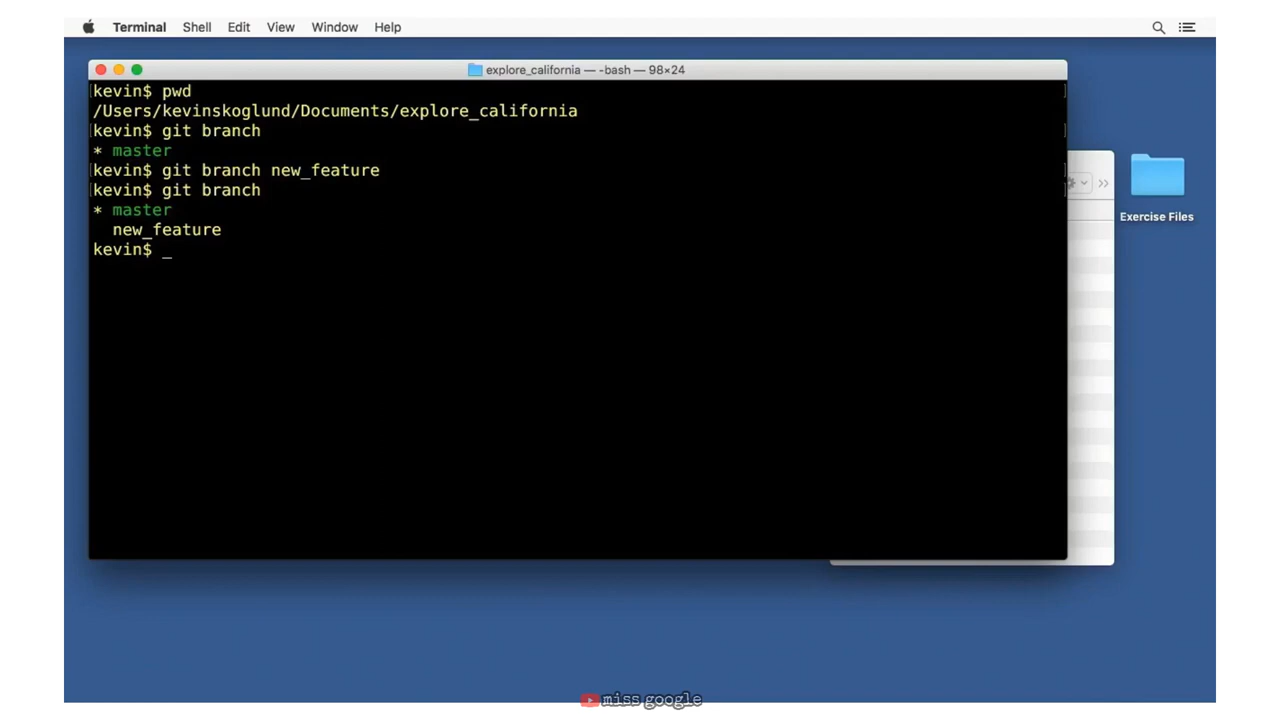 Terminal Shell Edit View Window Help
explore_california — -bash — 98×24
kevin$ pwd
/Users/kevinskoglund/Documents/explore_california
kevin$ git branch
* master
kevin$ git branch new_feature
kevin$ git branch
* master
new_feature
kevin$ _
Exercise Files
miss google